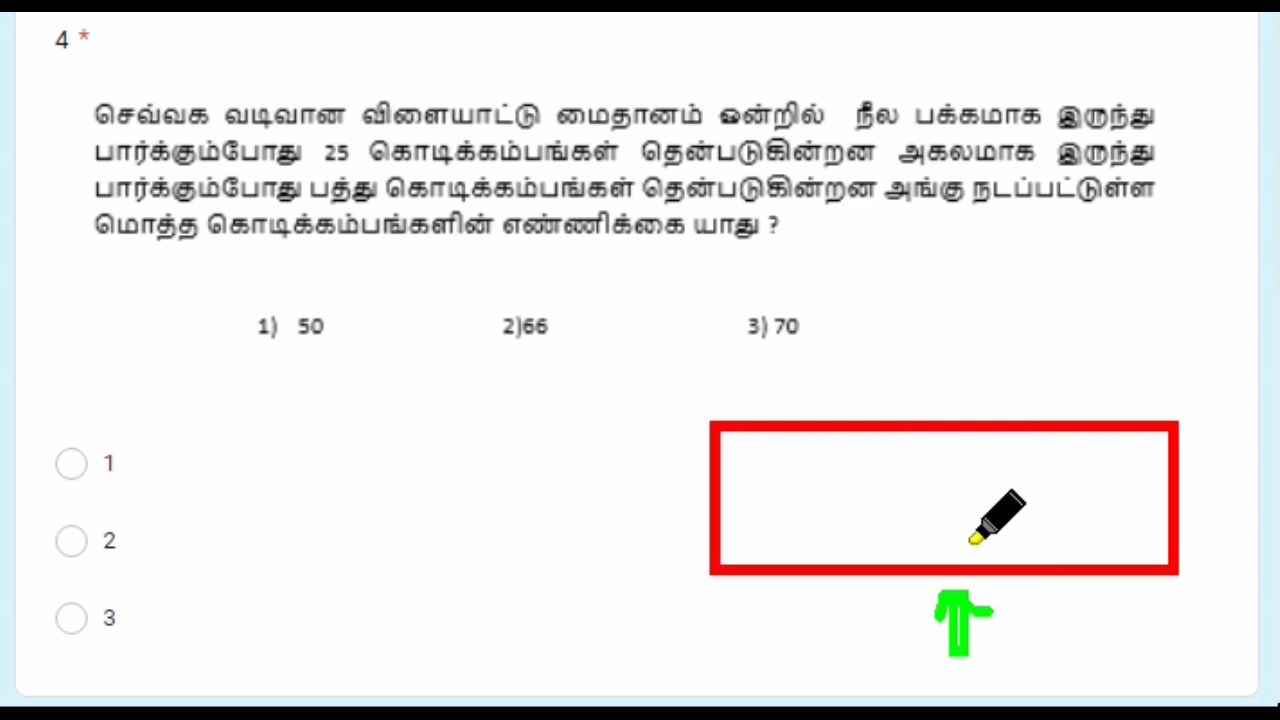 4 *
செவ்வக வடிவான விளையாட்டு மைதானம் ஒன்றில் நீல பக்கமாக இருந்து
பார்க்கும்போது 25 கொடிக்கம்பங்கள் தென்படுகின்றன அகலமாக இருந்து
பார்க்கும்போது பத்து கொடிக்கம்பங்கள் தென்படுகின்றன அங்கு நடப்பட்டுள்ள
மொத்த கொடிக்கம்பங்களின் எண்ணிக்கை யாது ?
1) 50 2)66 3) 70
1
2
3